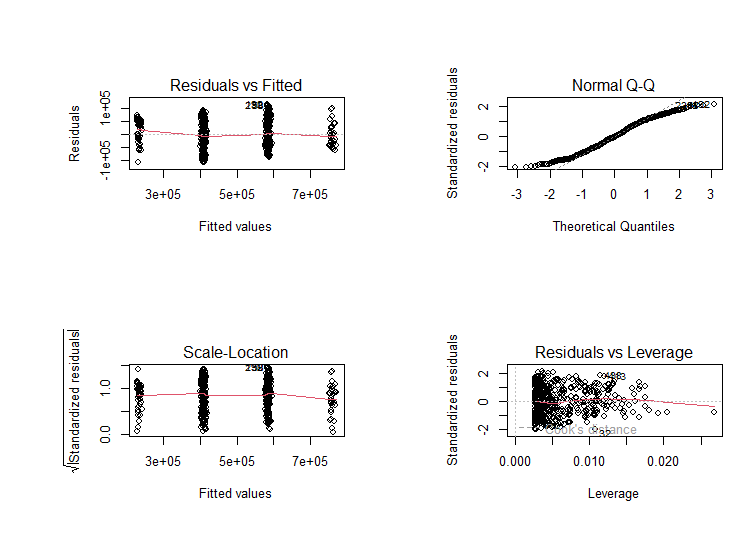 Residuals vs Fitted
Residuals
-1e+05
1e+05
3e+05
5e+05
7e+05
Fitted values
Normal Q-Q
Standardized residuals
-2
0
2
-3
-2
-1
0
1
2
3
Theoretical Quantiles
Scale-Location
√|Standardized residuals|
0.0
1.0
3e+05
5e+05
7e+05
Fitted values
Residuals vs Leverage
Standardized residuals
-2
0
2
Cook's distance
0.000
0.010
0.020
Leverage